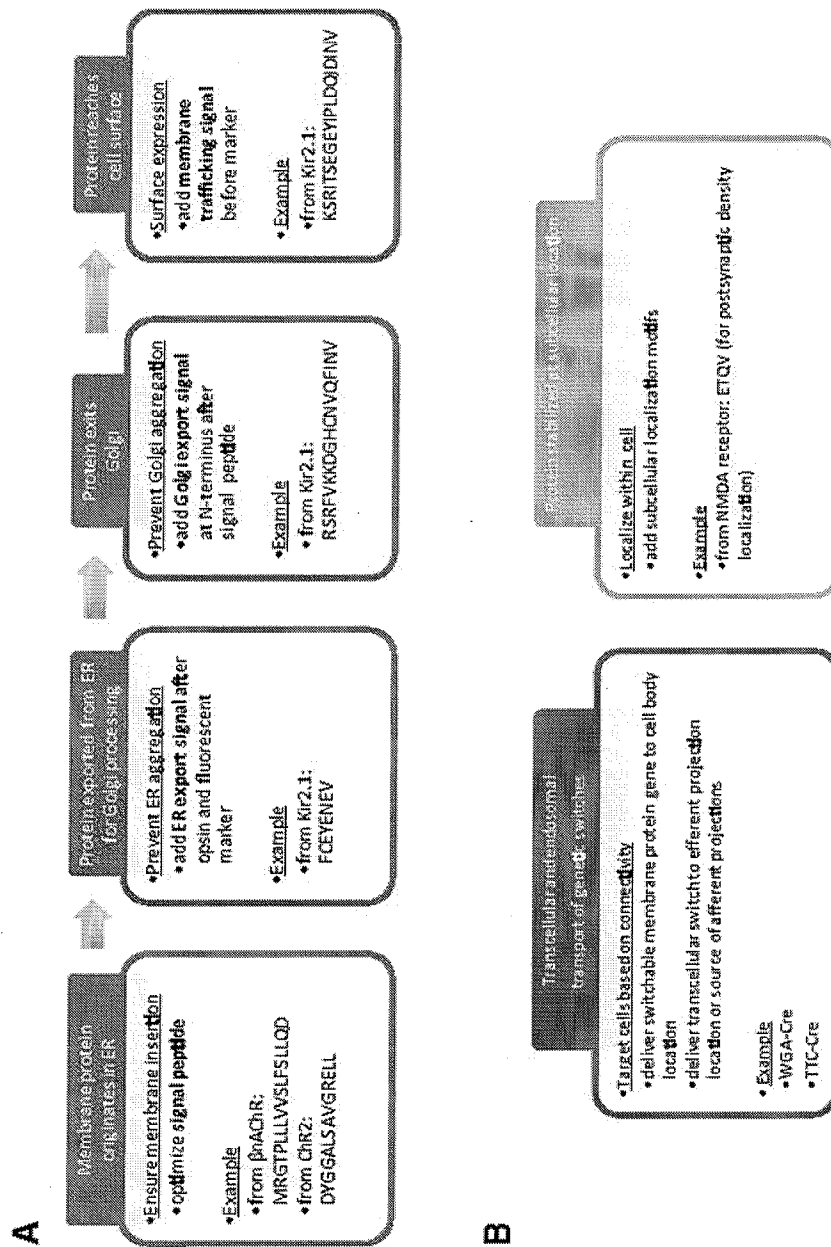 A
Membrane protein
originates in ER
•Ensure membrane insertion
•optimize signal peptide
•Example
•from βnAChR:
MRGTPLLLVVSLFSLLQD
•from ChR2:
DYGGALSAVGRELL
Protein exported from ER
for Golgi processing
•Prevent ER aggregation
•add ER export signal after
opsin and fluorescent
marker
•Example
•from Kir2.1:
FCEYENEV
Protein exits
Golgi
•Prevent Golgi aggregation
•add Golgi export signal
at N-terminus after
signal peptide
•Example
•from Kir2.1:
RSRFVKKDGHCNVQFINV
Protein reaches
cell surface
•Surface expression
•add membrane
trafficking signal
before marker
•Example
•from Kir2.1:
KSRITSEGEYIPLDQIDINV
B
Transcellular and endosomal
transport of genetic switches
•Target cells based on connectivity
•deliver switchable membrane protein gene to cell body
location
•deliver transcellular switch to efferent projection
location or source of afferent projections
•Example
•WGA-Cre
•TTC-Cre
Protein stabilized at subcellular location
•Localize within cell
•add subcellular localization motifs
•Example
•from NMDA receptor: ETQV (for postsynaptic density
localization)